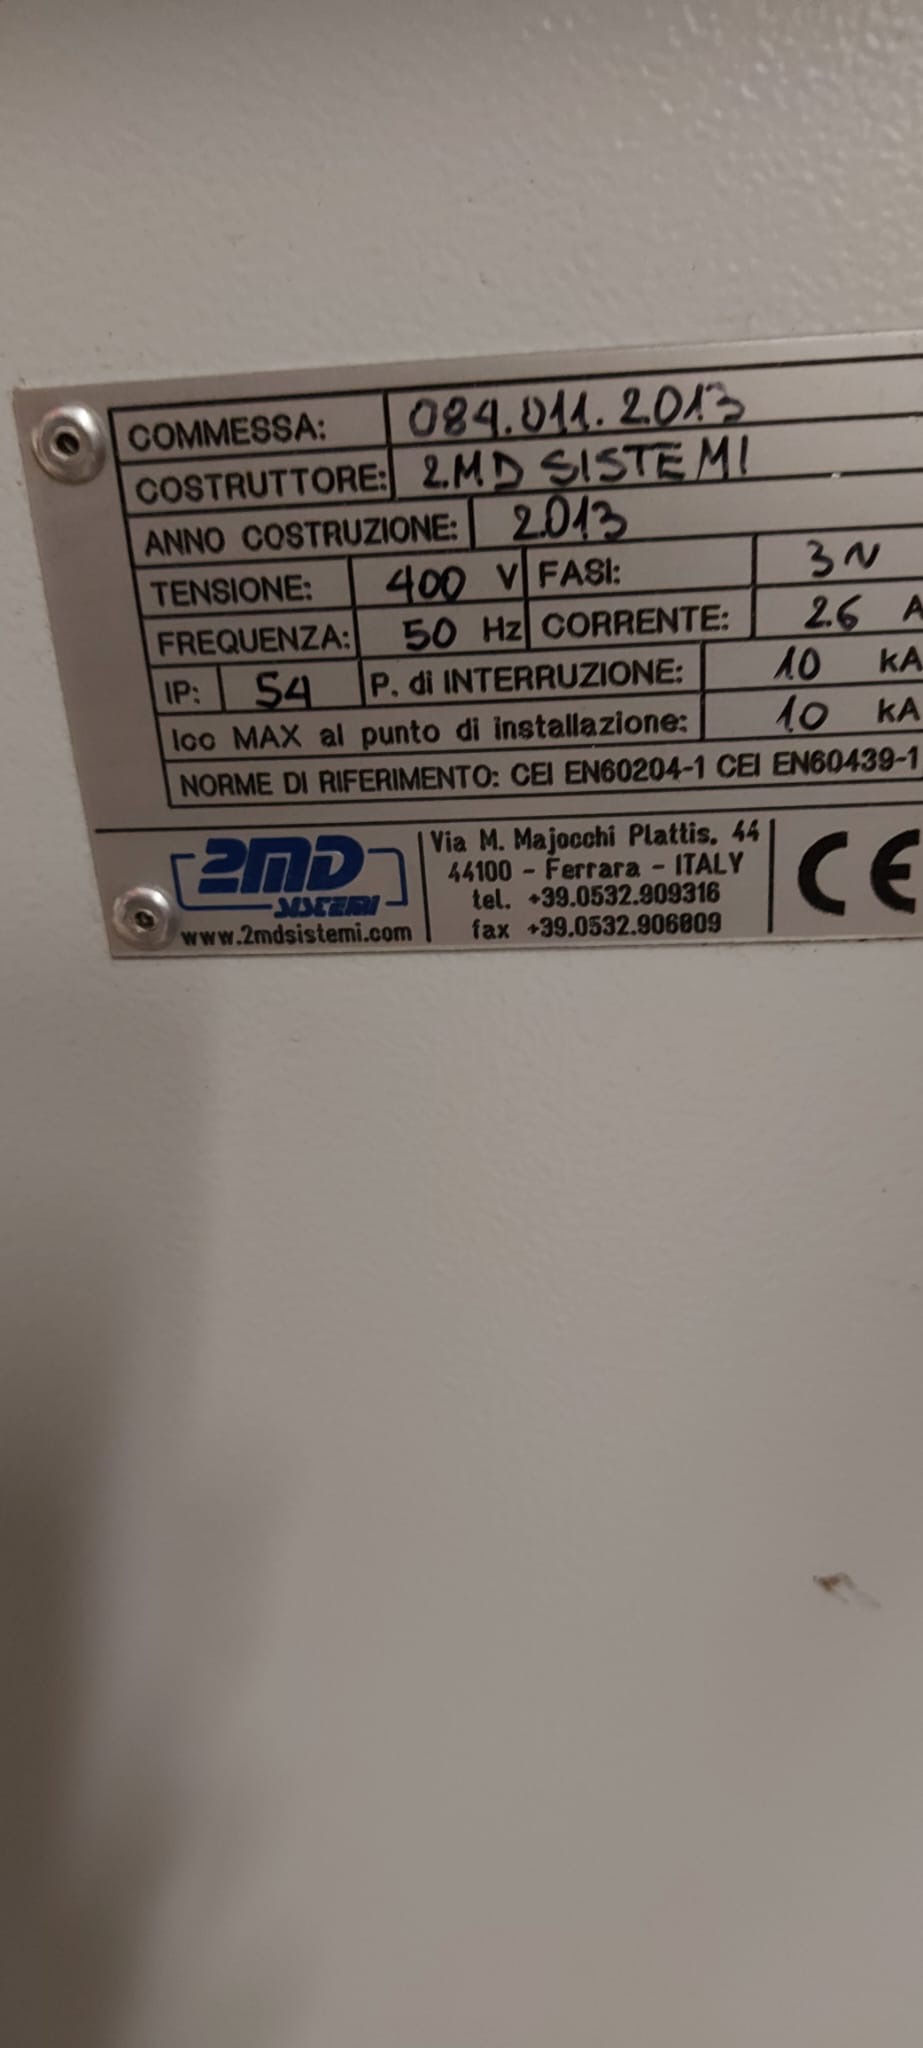 COMMESSA: 084.011.2013
COSTRUTTORE: 2MD SISTEMI
ANNO COSTRUZIONE: 2013
TENSIONE: 400 V FASI: 3N
FREQUENZA: 50 Hz CORRENTE: 26 A
IP: 54 P. di INTERRUZIONE: 10 kA
Icc MAX al punto di installazione: 10 kA
NORME DI RIFERIMENTO: CEI EN60204-1 CEI EN60439-1
2MD SISTEMI
www.2mdsistemi.com
Via M. Majocchi Plattis, 44
44100 - Ferrara - ITALY
tel. +39.0532.909316
fax +39.0532.906809
CE